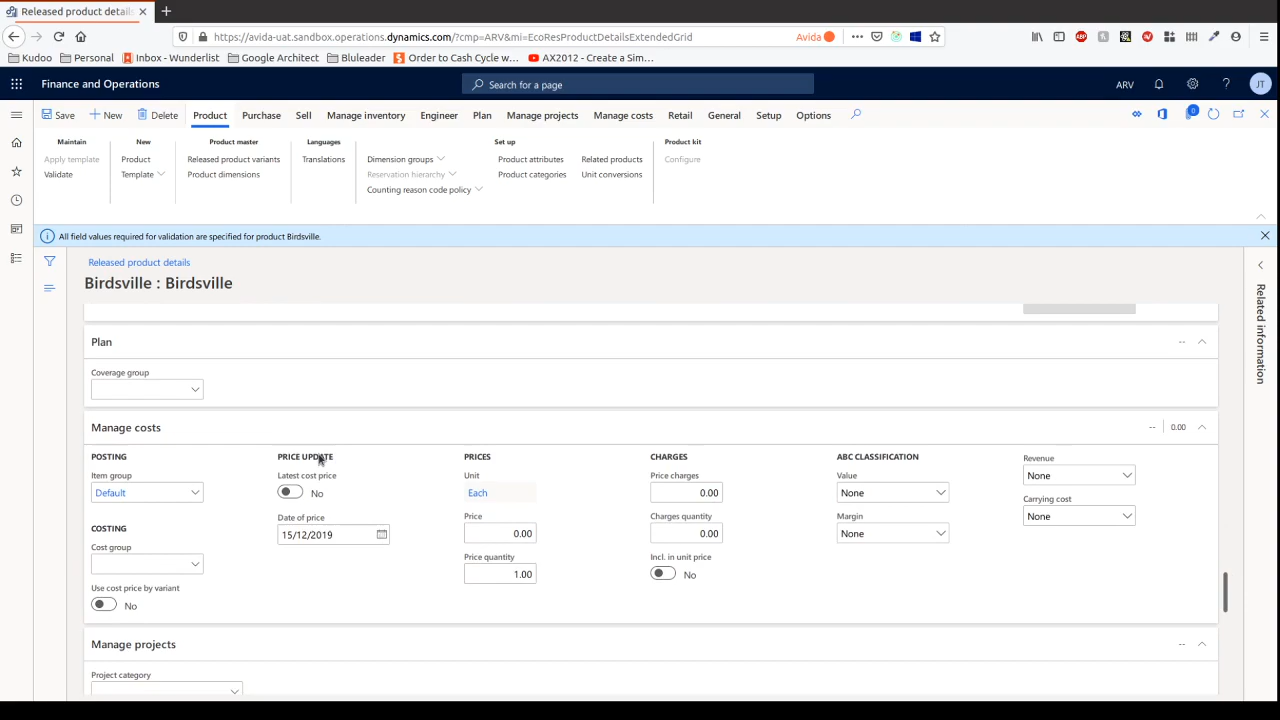 Released product details
https://avida-uat.sandbox.operations.dynamics.com/?cmp=ARV&mi=EcoResProductDetailsExtendedGrid
Avida
Kudoo Personal Inbox - Wunderlist Google Architect Blueleader Order to Cash Cycle w… AX2012 - Create a Sim…
Finance and Operations Search for a page ARV JT
Save New Delete Product Purchase Sell Manage inventory Engineer Plan Manage projects Manage costs Retail General Setup Options 0
Maintain New Product master Languages Set up Product kit
Apply template Product Released product variants Translations Dimension groups Product attributes Related products Configure
Validate Template Product dimensions Reservation hierarchy Product categories Unit conversions
Counting reason code policy
All field values required for validation are specified for product Birdsville.
Released product details
Birdsville : Birdsville
Related information
Plan --
Coverage group
Manage costs -- 0.00
POSTING PRICE UPDATE PRICES CHARGES ABC CLASSIFICATION Revenue
Item group Latest cost price Unit Price charges Value None
Default No Each 0.00 None Carrying cost
COSTING Date of price Price Charges quantity Margin None
15/12/2019 0.00 0.00 None
Cost group Price quantity Incl. in unit price
1.00 No
Use cost price by variant
No
Manage projects --
Project category